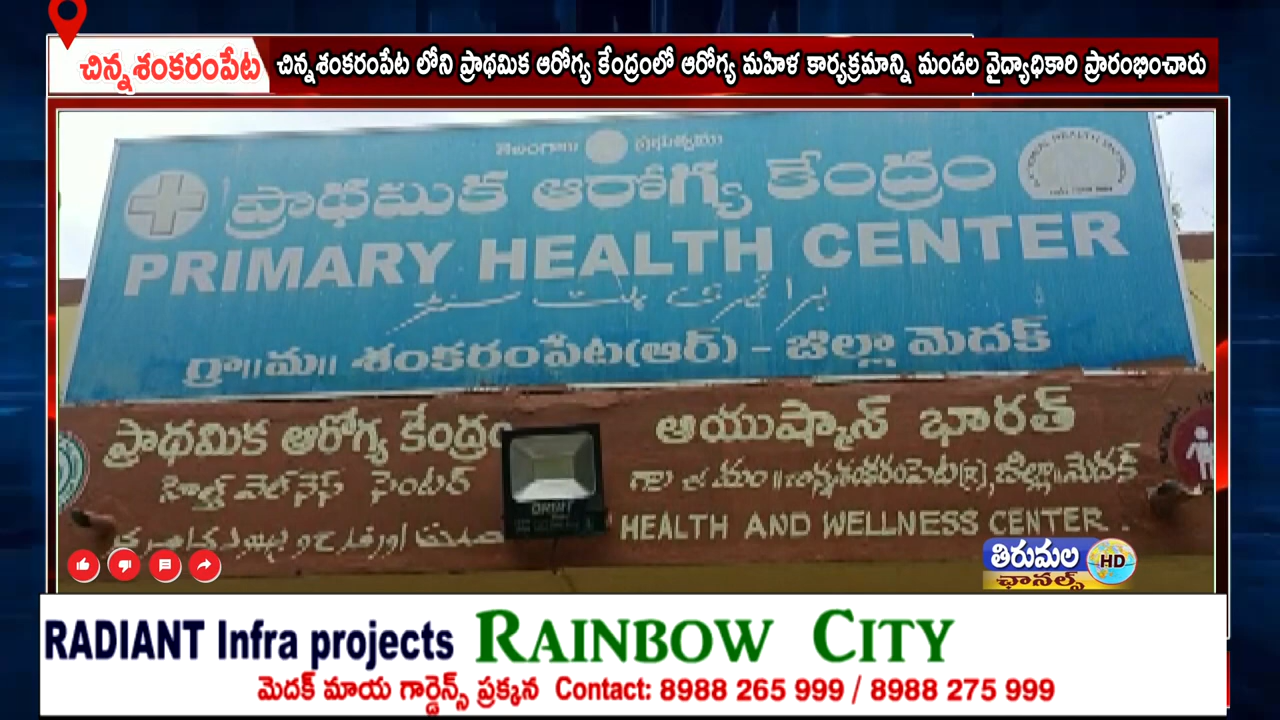 చిన్నశంకరంపేట
చిన్నశంకరంపేట లోని ప్రాథమిక ఆరోగ్య కేంద్రంలో ఆరోగ్య మహిళ కార్యక్రమాన్ని మండల వైద్యాధికారి ప్రారంభించారు
తెలంగాణ ప్రభుత్వము
ప్రాథమిక ఆరోగ్య కేంద్రం
PRIMARY HEALTH CENTER
గ్రా॥మ॥ శంకరంపేట(ఆర్) - జిల్లా మెదక్
ప్రాథమిక ఆరోగ్య కేంద్రం
హెల్త్ వెల్‌నెస్ సెంటర్
ఆయుష్మాన్ భారత్
జిల్లా॥మెదక్
HEALTH AND WELLNESS CENTER.
తిరుమల HD
ఛానల్స్
RADIANT Infra projects RAINBOW CITY
మెదక్ మాయ గార్డెన్స్ ప్రక్కన Contact: 8988 265 999 / 8988 275 999